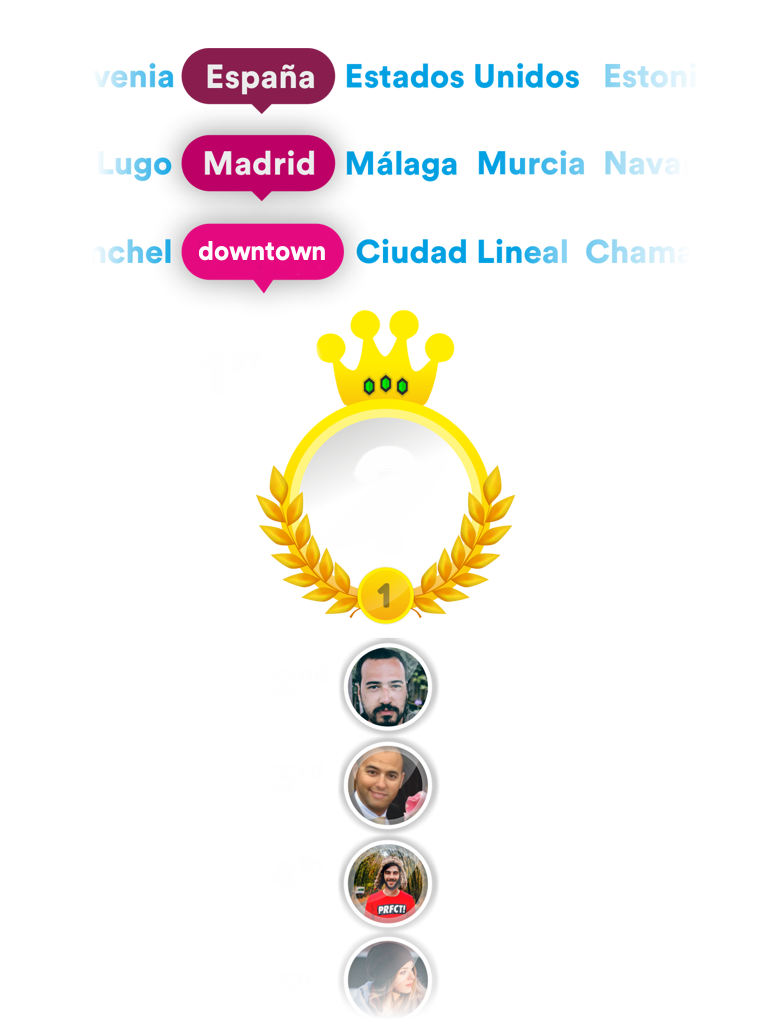 venia España Estados Unidos Estoni
Lugo Madrid Málaga Murcia Nava
nchel downtown Ciudad Lineal Chama
1
PRFCT!